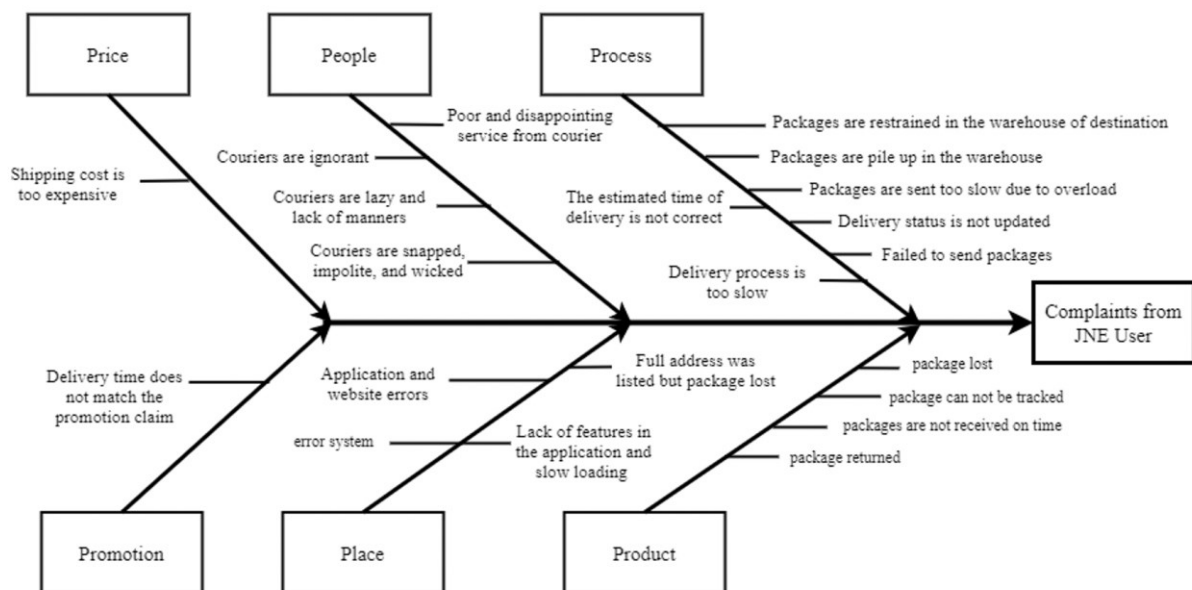 Price
People
Process
Poor and disappointing
service from courier
Packages are restrained in the warehouse of destination
Couriers are ignorant
Packages are pile up in the warehouse
Shipping cost is
too expensive
Couriers are lazy and
lack of manners
The estimated time of
delivery is not correct
Packages are sent too slow due to overload
Delivery status is not updated
Couriers are snapped,
impolite, and wicked
Failed to send packages
Delivery process is
too slow
Complaints from
JNE User
Delivery time does
not match the
promotion claim
Application and
website errors
Full address was
listed but package lost
package lost
package can not be tracked
error system
Lack of features in
the application and
slow loading
packages are not received on time
package returned
Promotion
Place
Product